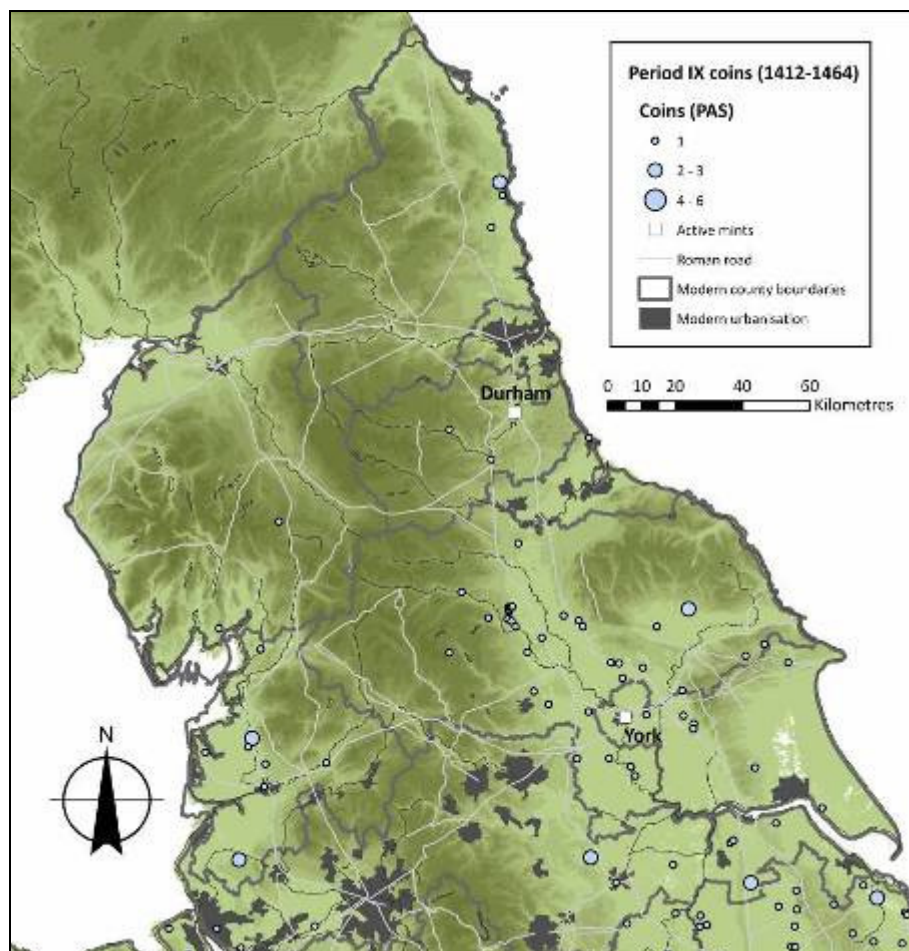 Period IX coins (1412-1464)
Coins (PAS)
1
2 - 3
4 - 6
Active mints
Roman road
Modern county boundaries
Modern urbanisation
0 10 20 40 60
Kilometres
Durham
York
N